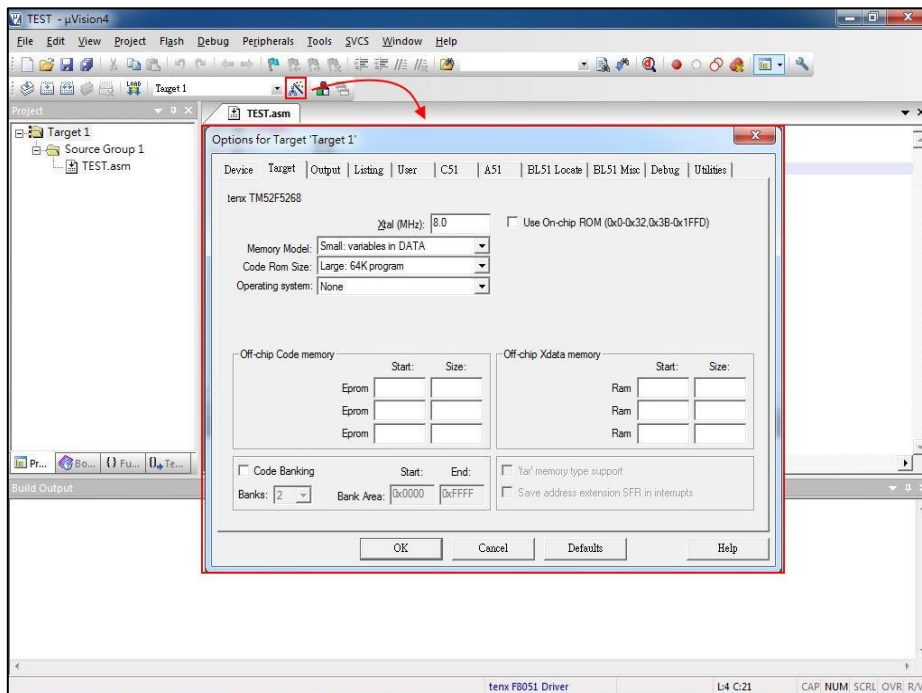 TEST - µVision4
File Edit View Project Flash Debug Peripherals Tools SVCS Window Help
LOAD Target 1
Project
TEST.asm
Target 1
Source Group 1
TEST.asm
Options for Target 'Target 1'
Device Target Output Listing User C51 A51 BL51 Locate BL51 Misc Debug Utilities
tenx TM52F5268
Xtal (MHz): 8.0 Use On-chip ROM (0x0-0x32,0x3B-0x1FFD)
Memory Model: Small: variables in DATA
Code Rom Size: Large: 64K program
Operating system: None
Off-chip Code memory
Start: Size:
Eprom
Eprom
Eprom
Off-chip Xdata memory
Start: Size:
Ram
Ram
Ram
Code Banking Start: End:
Banks: 2 Bank Area: 0x0000 0xFFFF
'far' memory type support
Save address extension SFR in interrupts
OK Cancel Defaults Help
Pr... Bo... {} Fu... Te...
Build Output
tenx F8051 Driver L:4 C:21 CAP NUM SCRL OVR R/